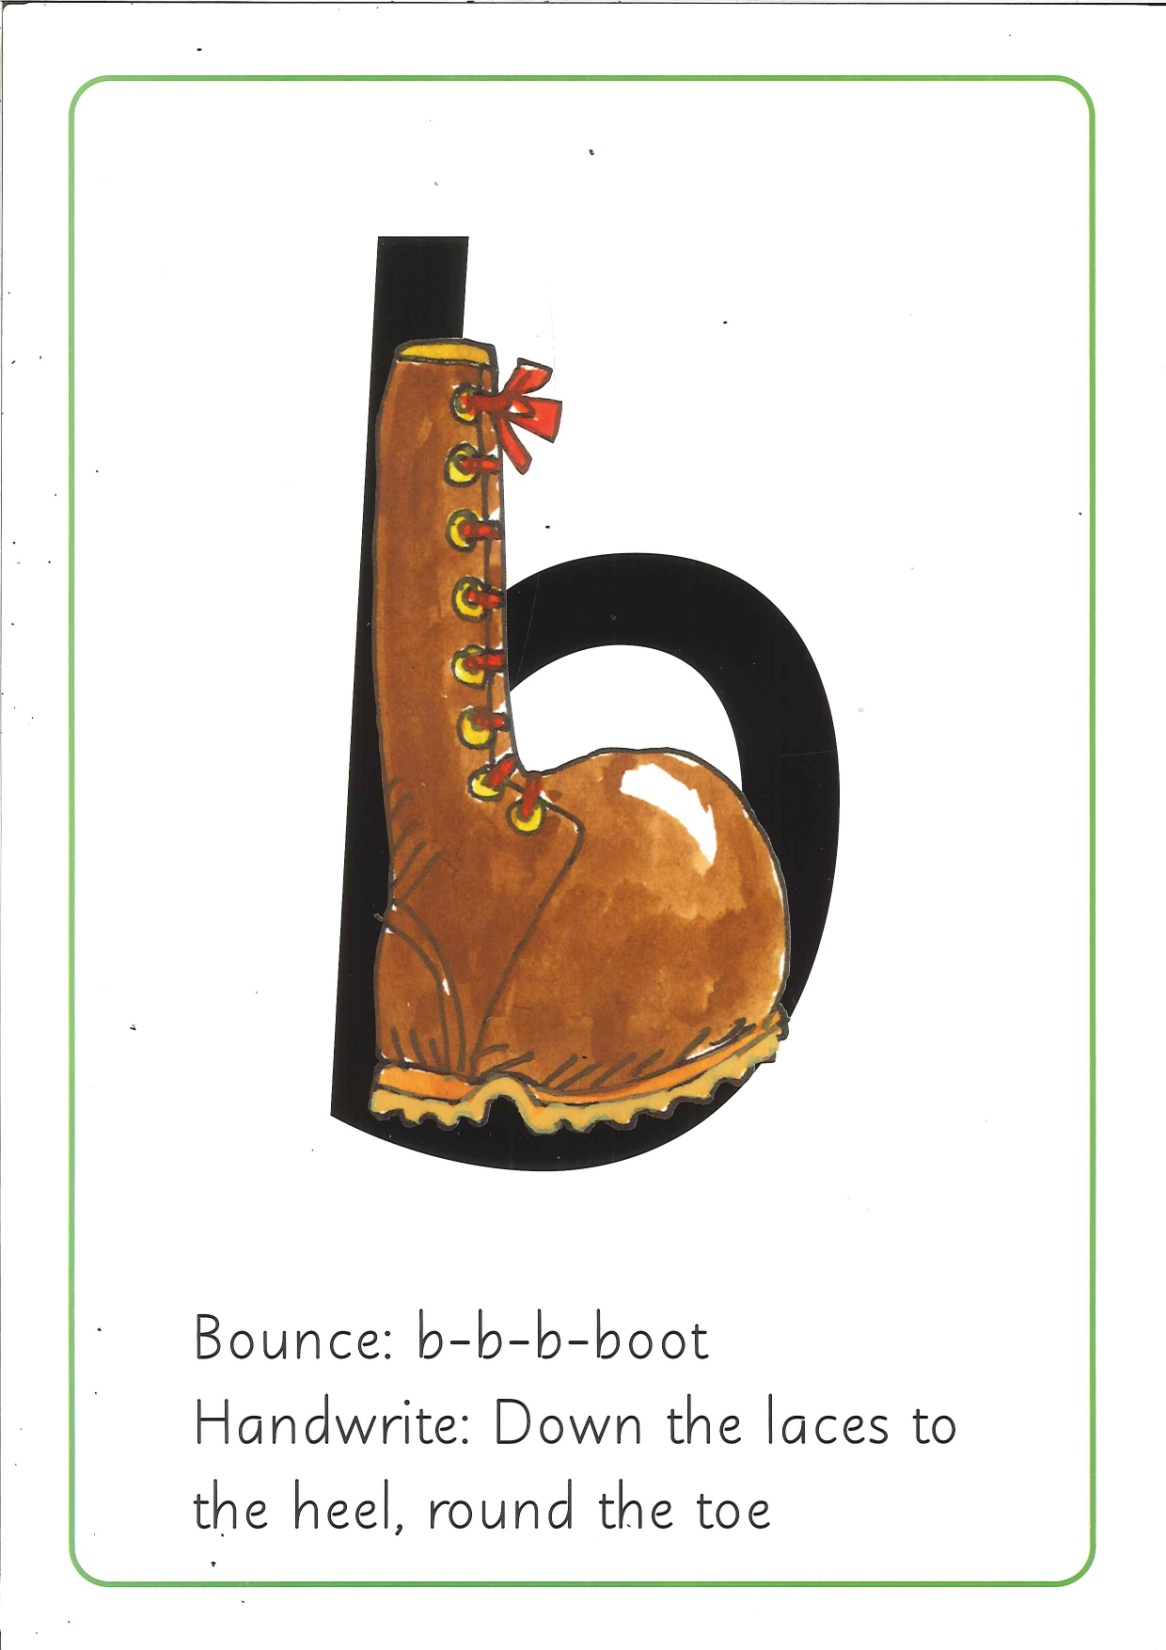 b
Bounce: b-b-b-boot
Handwrite: Down the laces to
the heel, round the toe